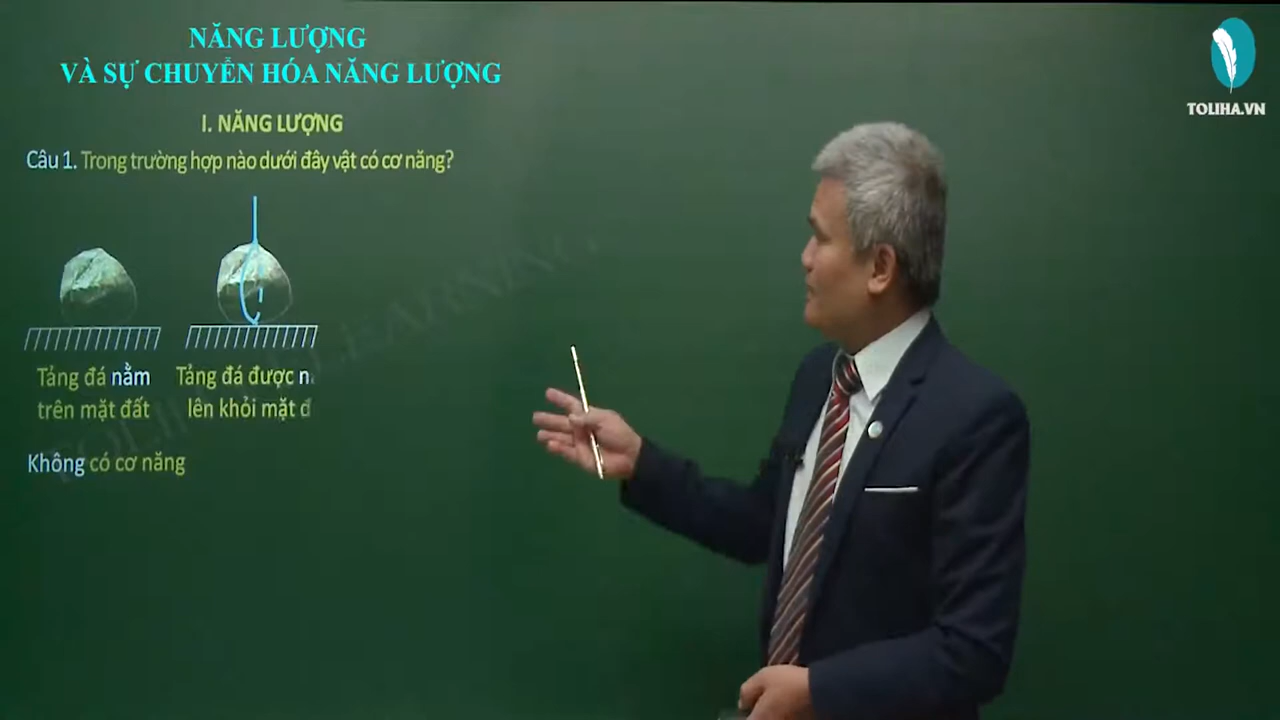 NĂNG LƯỢNG
VÀ SỰ CHUYỂN HÓA NĂNG LƯỢNG
TOLIHA.VN
I. NĂNG LƯỢNG
Câu 1. Trong trường hợp nào dưới đây vật có cơ năng?
Tảng đá nằm
trên mặt đất
Tảng đá được
lên khỏi mặt
Không có cơ năng